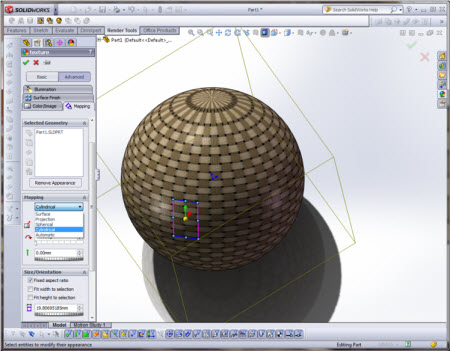 SOLIDWORKS
Part1 *
Search SolidWorks Help
Features Sketch Evaluate DimXpert Render Tools Office Products
Part1 (Default<<Default>_...
Basic Advanced
Illumination
Surface Finish
Color/Image Mapping
Selected Geometry
Part1.SLDPRT
Remove Appearance
Mapping
Cylindrical
Surface
Projection
Spherical
Cylindrical
Automatic
0.00mm
Size/Orientation
Fixed aspect ratio
Fit width to selection
Fit height to selection
Model Motion Study 1
Select entities to modify their appearance
Editing Part